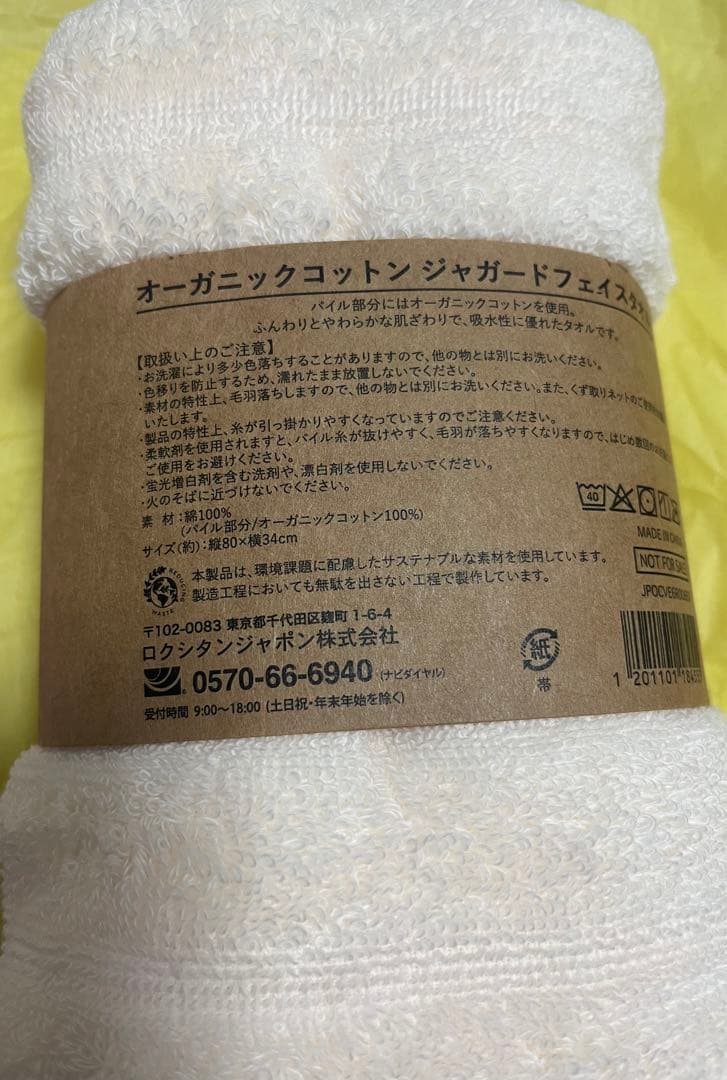 オーガニックコットン ジャガードフェイスタオル
パイル部分にはオーガニックコットンを使用。
ふんわりとやわらかな肌ざわりで、吸水性に優れたタオルです。
【取扱い上のご注意】
・お洗濯により多少色落ちすることがありますので、他の物とは別にお洗いください。
・色移りを防止するため、濡れたまま放置しないでください。
・素材の特性上、毛羽落ちしますので、他の物とは別にお洗いください。また、くず取りネットのご使用を
いたします。
・製品の特性上、糸が引っ掛かりやすくなっていますのでご注意ください。
・柔軟剤を使用されますと、パイル糸が抜けやすく、毛羽が落ちやすくなりますので、はじめ数回の
ご使用をお避けください。
・蛍光増白剤を含む洗剤や、漂白剤を使用しないでください。
・火のそばに近づけないでください。
素 材:綿100%
(パイル部分/オーガニックコットン100%)
サイズ(約):縦80×横34cm
40
MADE IN CHINA
NOT FOR SALE
REDUCING WASTE
本製品は、環境課題に配慮したサステナブルな素材を使用しています。
製造工程においても無駄を出さない工程で製作しています。
〒102-0083 東京都千代田区麹町 1-6-4
ロクシタンジャポン株式会社
0570-66-6940 (ナビダイヤル)
受付時間 9:00〜18:00 (土日祝・年末年始を除く)
紙
帯
1 201101